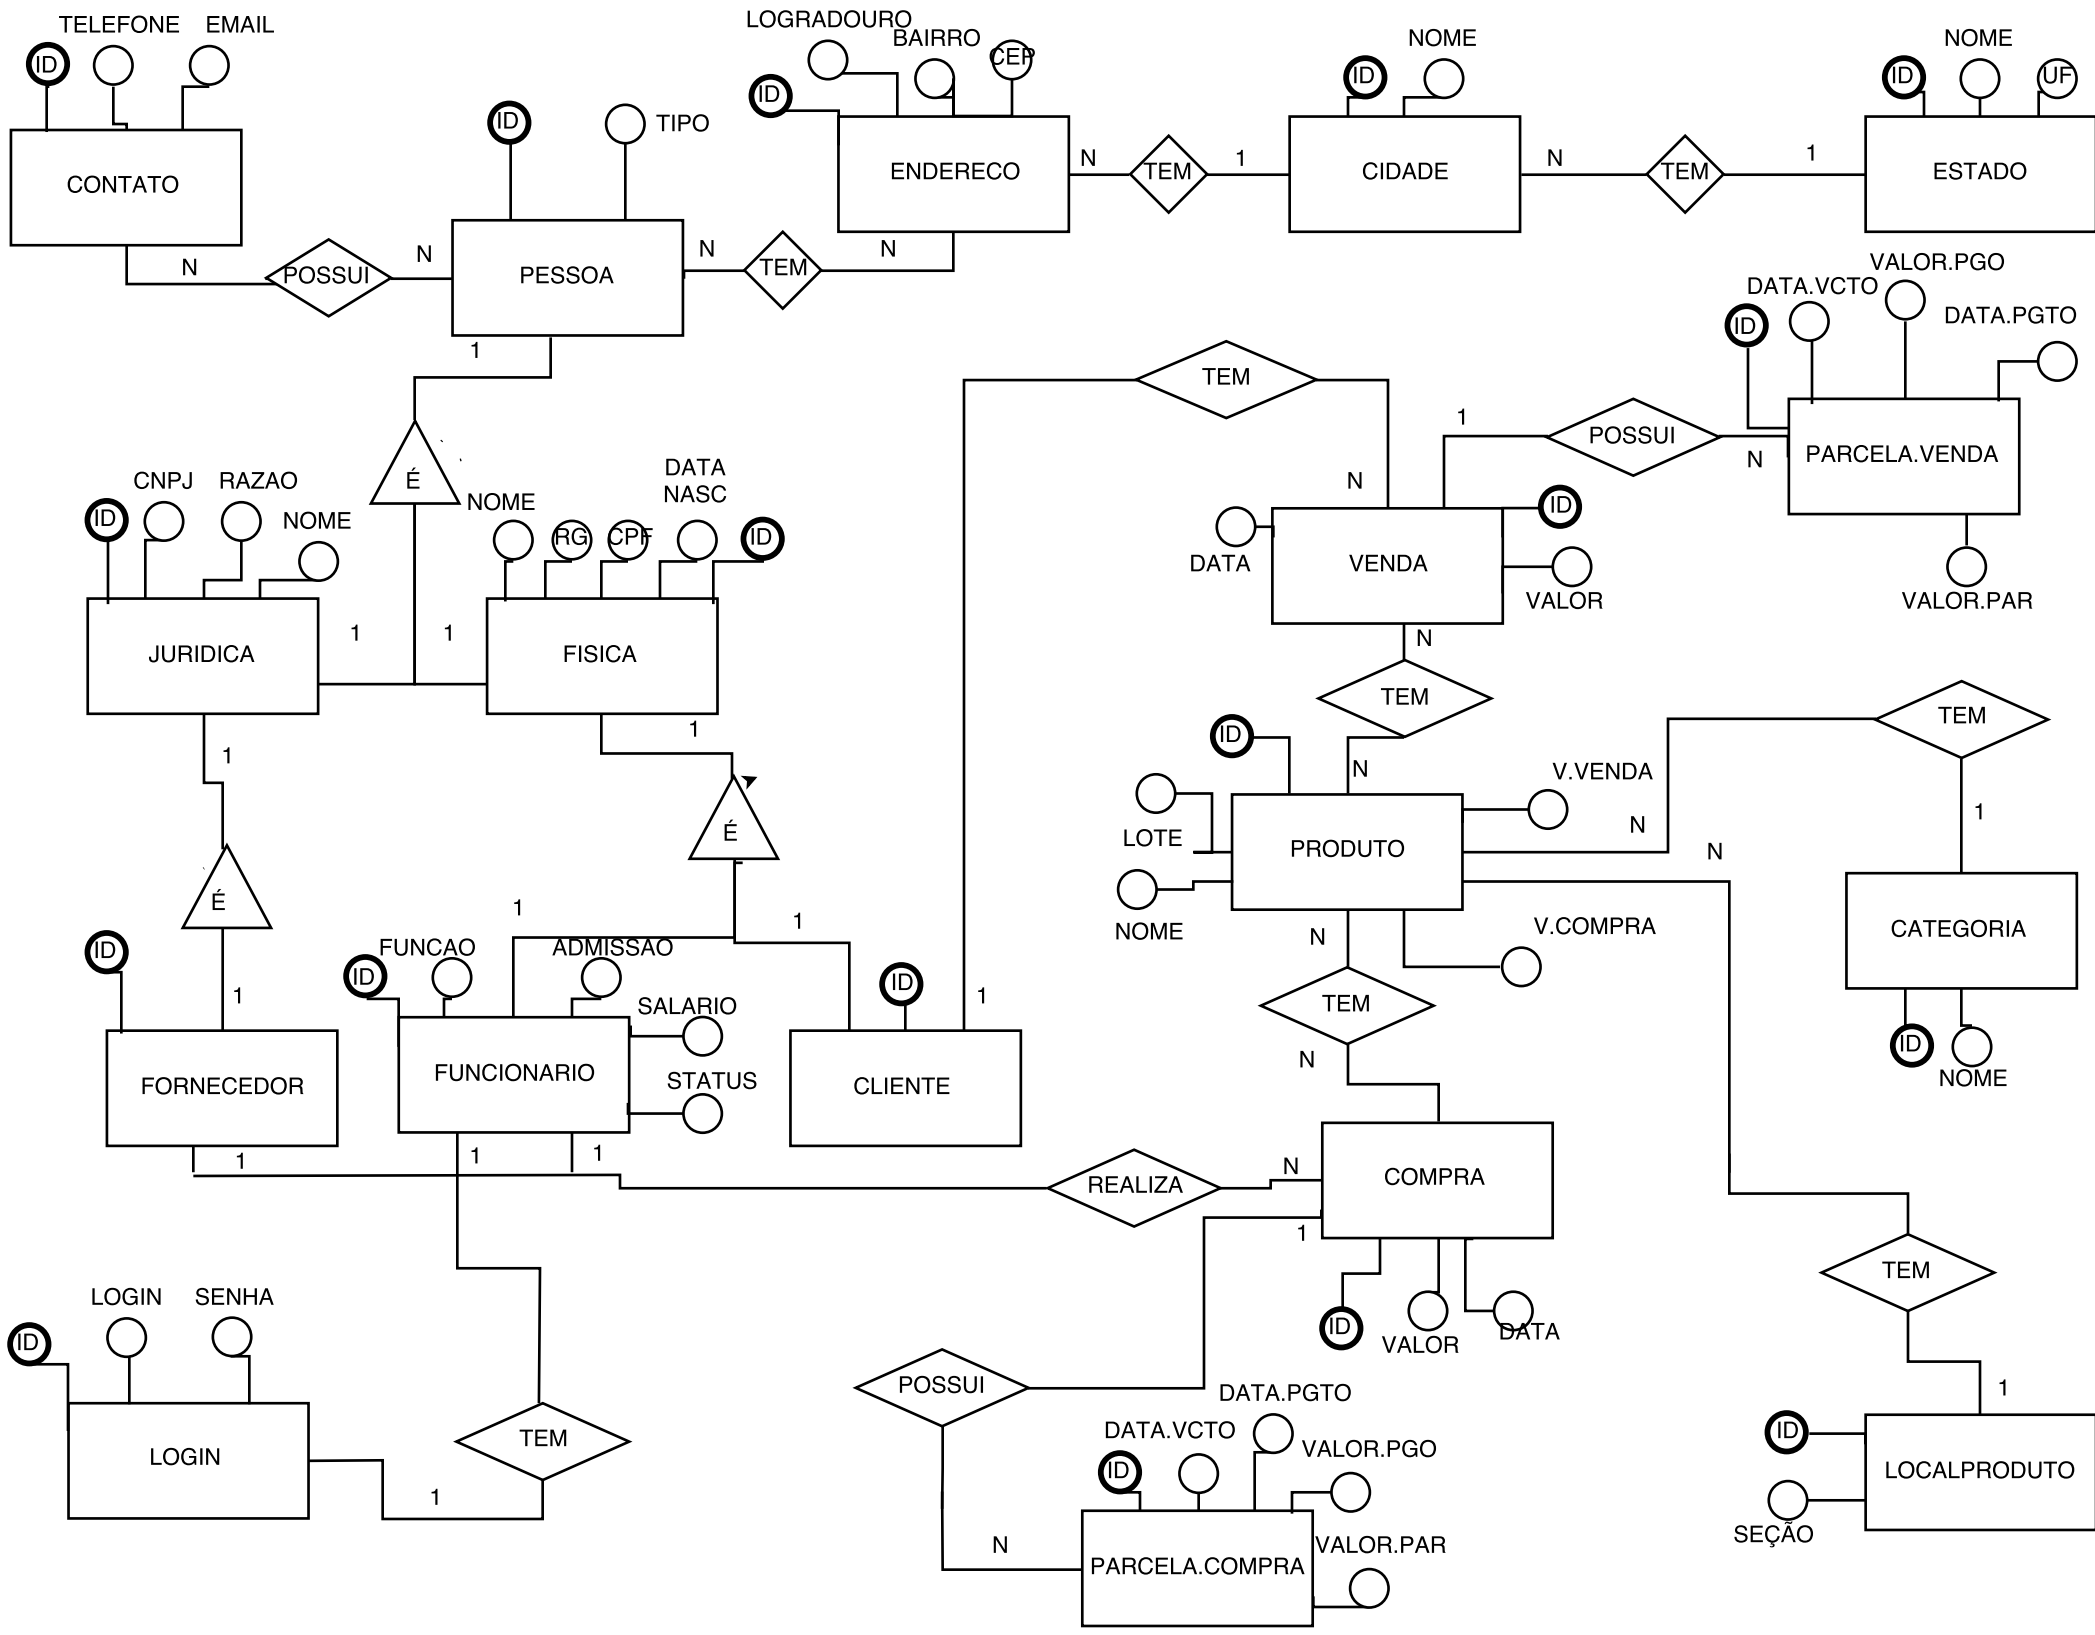 LOGRADOURO
TELEFONE
EMAIL
BAIRRO
NOME
NOME
ID
CEP
ID
ID
UF
ID
ID
TIPO
CONTATO
ENDERECO
N
TEM
1
CIDADE
N
TEM
1
ESTADO
N
POSSUI
N
PESSOA
N
TEM
N
VALOR.PGO
DATA.VCTO
DATA.PGTO
ID
1
TEM
1
POSSUI
N
PARCELA.VENDA
É
CNPJ
RAZAO
DATA
NASC
NOME
NOME
N
ID
ID
RG
CPF
ID
DATA
VENDA
VALOR
VALOR.PAR
1
1
N
JURIDICA
FISICA
TEM
TEM
1
1
ID
N
V.VENDA
LOTE
N
1
É
PRODUTO
N
É
1
1
NOME
N
V.COMPRA
CATEGORIA
ID
FUNCAO
ADMISSAO
ID
ID
1
1
SALARIO
TEM
ID
N
NOME
FORNECEDOR
FUNCIONARIO
STATUS
CLIENTE
1
1
1
REALIZA
N
COMPRA
1
TEM
LOGIN
SENHA
ID
ID
VALOR
DATA
POSSUI
DATA.PGTO
1
DATA.VCTO
ID
VALOR.PGO
ID
LOGIN
TEM
LOCALPRODUTO
1
SEÇÃO
N
VALOR.PAR
PARCELA.COMPRA